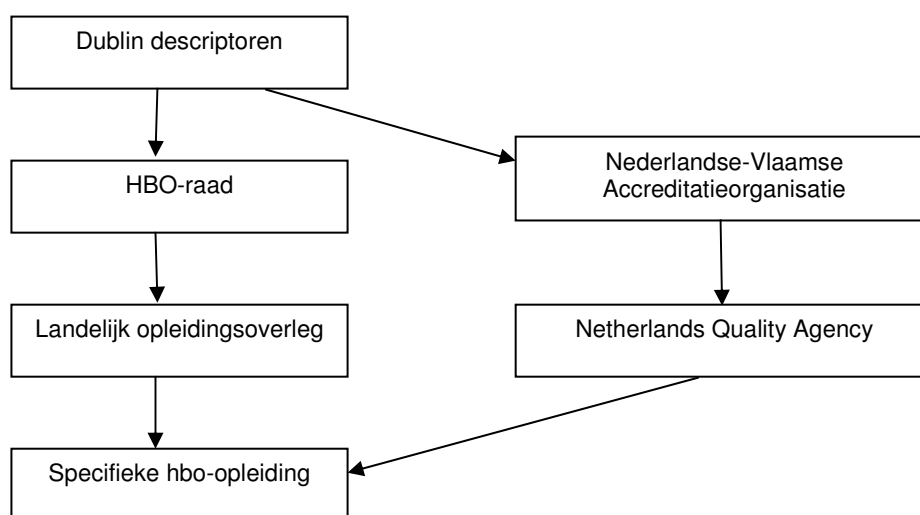 Dublin descriptoren
HBO-raad
Nederlandse-Vlaamse
Accreditatieorganisatie
Landelijk opleidingsoverleg
Netherlands Quality Agency
Specifieke hbo-opleiding